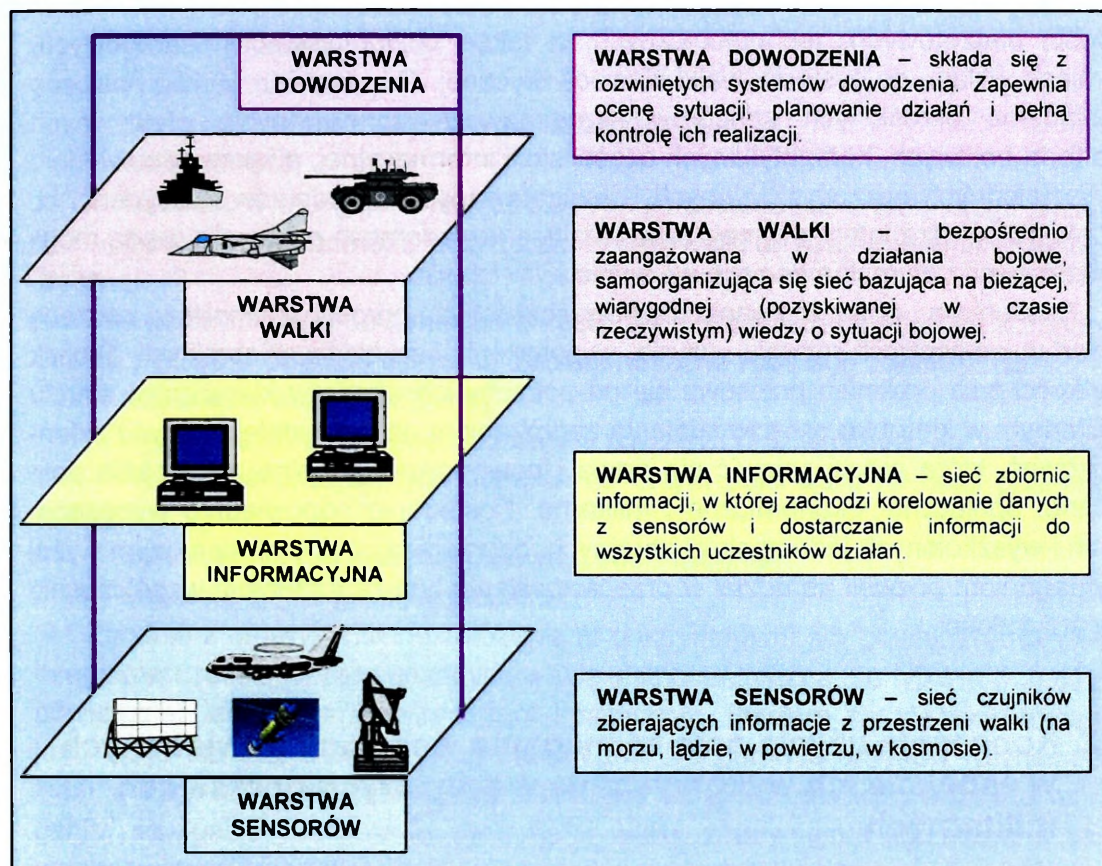 WARSTWA
DOWODZENIA
WARSTWA DOWODZENIA – składa się z
rozwiniętych systemów dowodzenia. Zapewnia
ocenę sytuacji, planowanie działań i pełną
kontrolę ich realizacji.
WARSTWA
WALKI
WARSTWA WALKI – bezpośrednio
zaangażowana w działania bojowe,
samoorganizująca się sieć bazująca na bieżącej,
wiarygodnej (pozyskiwanej w czasie
rzeczywistym) wiedzy o sytuacji bojowej.
WARSTWA
INFORMACYJNA
WARSTWA INFORMACYJNA – sieć zbiornic
informacji, w której zachodzi korelowanie danych
z sensorów i dostarczanie informacji do
wszystkich uczestników działań.
WARSTWA
SENSORÓW
WARSTWA SENSORÓW – sieć czujników
zbierających informacje z przestrzeni walki (na
morzu, lądzie, w powietrzu, w kosmosie).